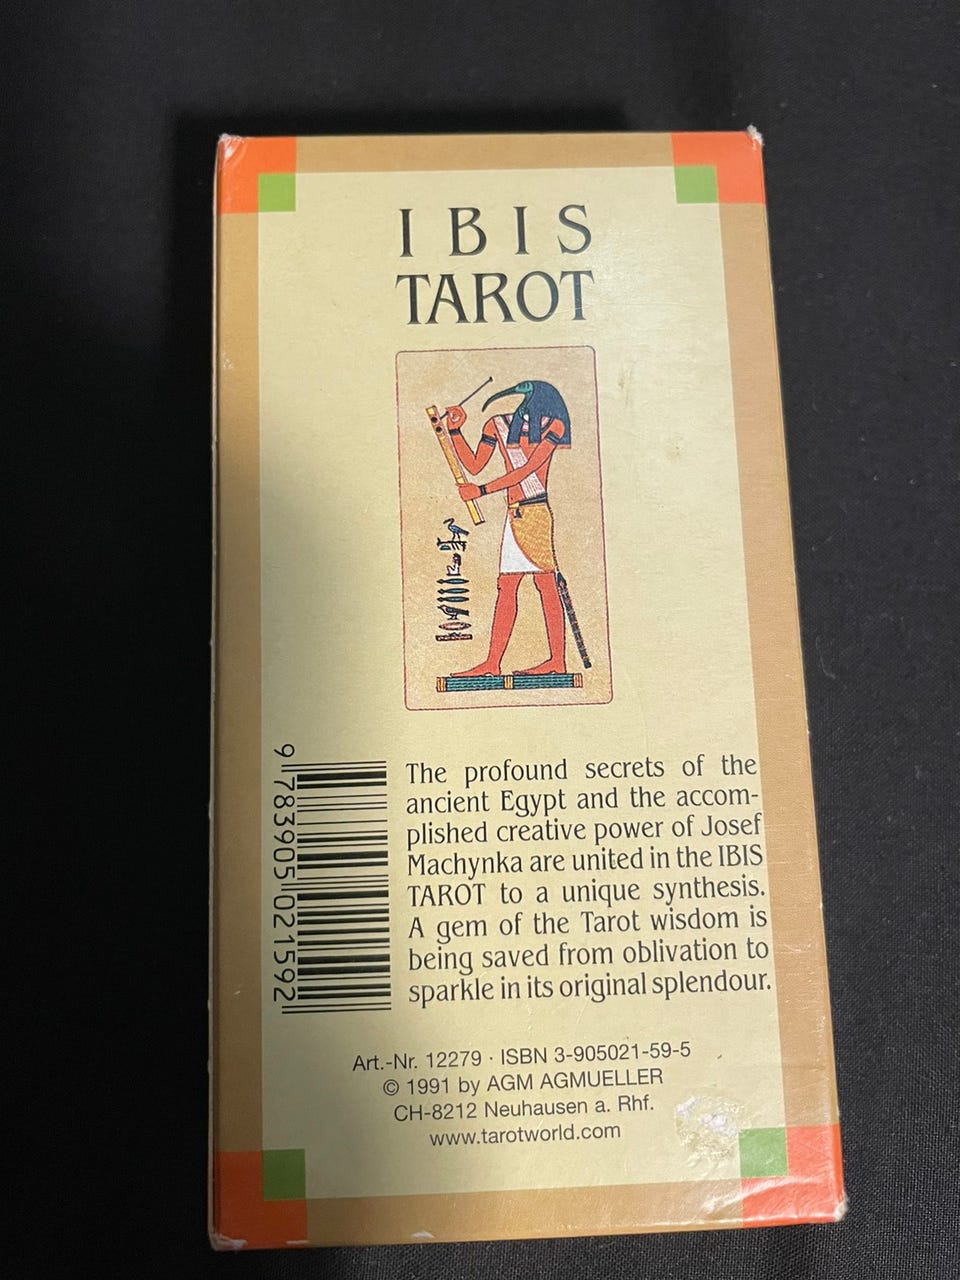 IBIS
TAROT
The profound secrets of the
ancient Egypt and the accom-
plished creative power of Josef
Machynka are united in the IBIS
TAROT to a unique synthesis.
A gem of the Tarot wisdom is
being saved from oblivation to
sparkle in its original splendour.
9 783905 021592
Art.-Nr. 12279 · ISBN 3-905021-59-5
© 1991 by AGM AGMUELLER
CH-8212 Neuhausen a. Rhf.
www.tarotworld.com